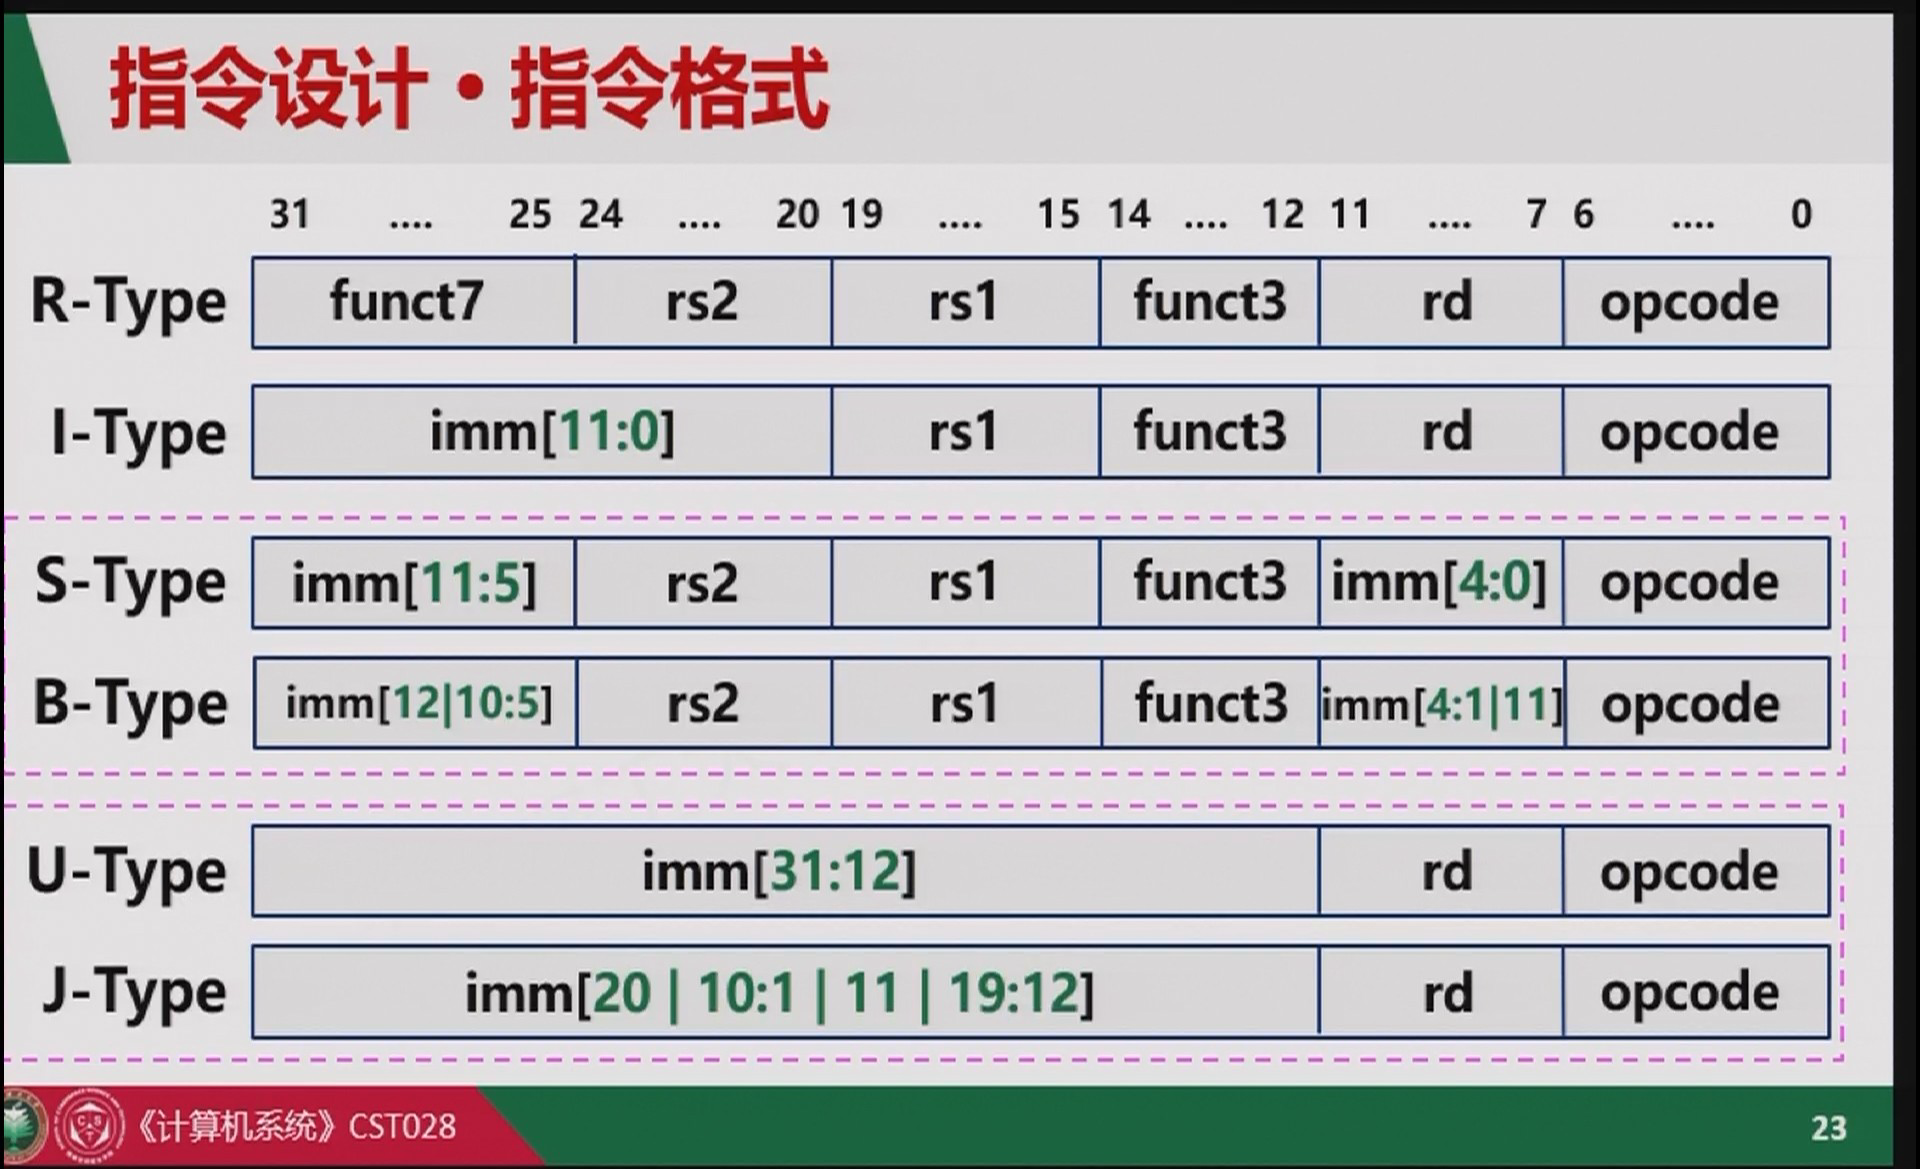 指令设计·指令格式
31 .... 25 24 .... 20 19 .... 15 14 .... 12 11 .... 7 6 .... 0
R-Type funct7 rs2 rs1 funct3 rd opcode
I-Type imm[11:0] rs1 funct3 rd opcode
S-Type imm[11:5] rs2 rs1 funct3 imm[4:0] opcode
B-Type imm[12|10:5] rs2 rs1 funct3 imm[4:1|11] opcode
U-Type imm[31:12] rd opcode
J-Type imm[20 | 10:1 | 11 | 19:12] rd opcode
《计算机系统》CST028
23